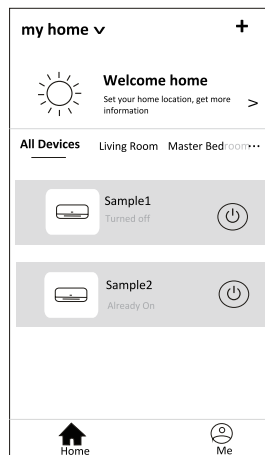 my home
Welcome home
Set your home location, get more
information
All Devices Living Room Master Bedroom
Sample1
Turned off
Sample2
Already On
Home Me